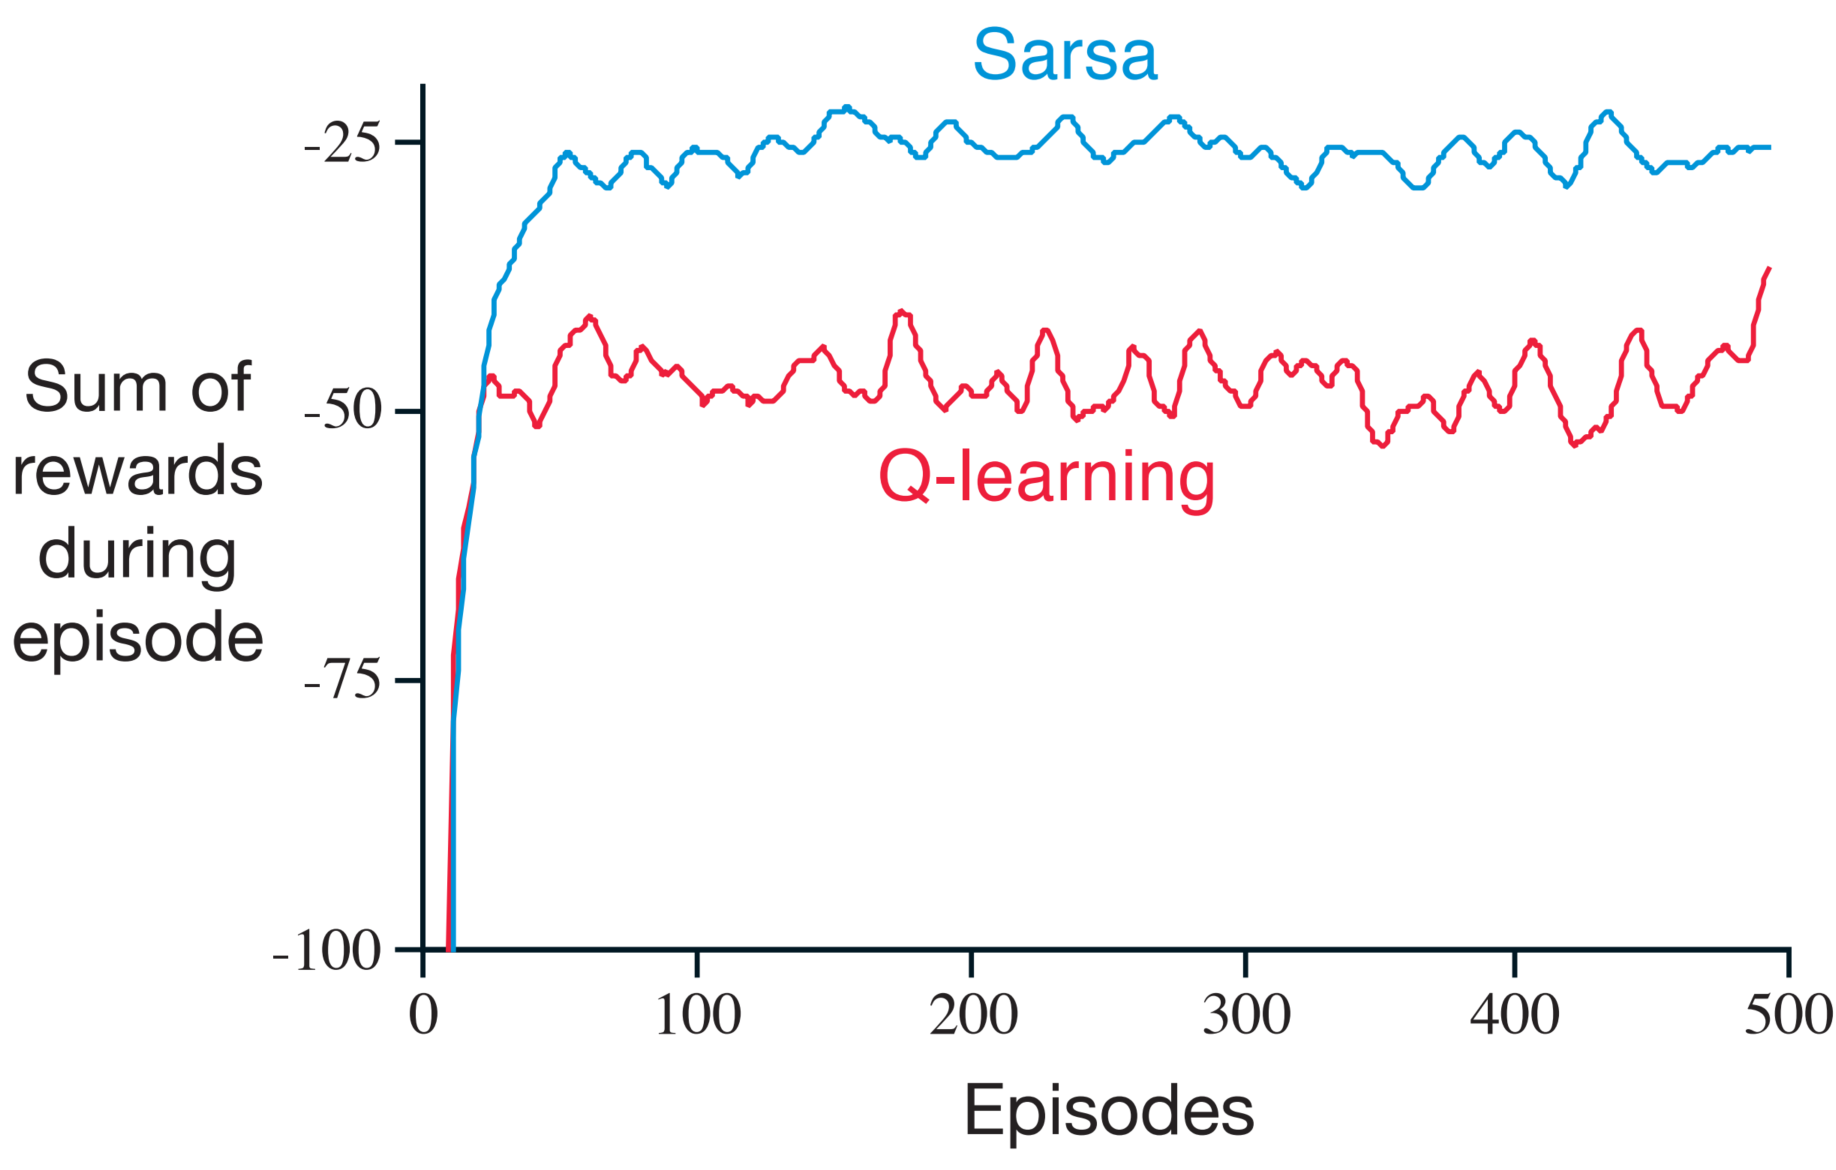 Sarsa
-25
Sum of
rewards
during
episode
-50
Q-learning
-75
-100
0 100 200 300 400 500
Episodes